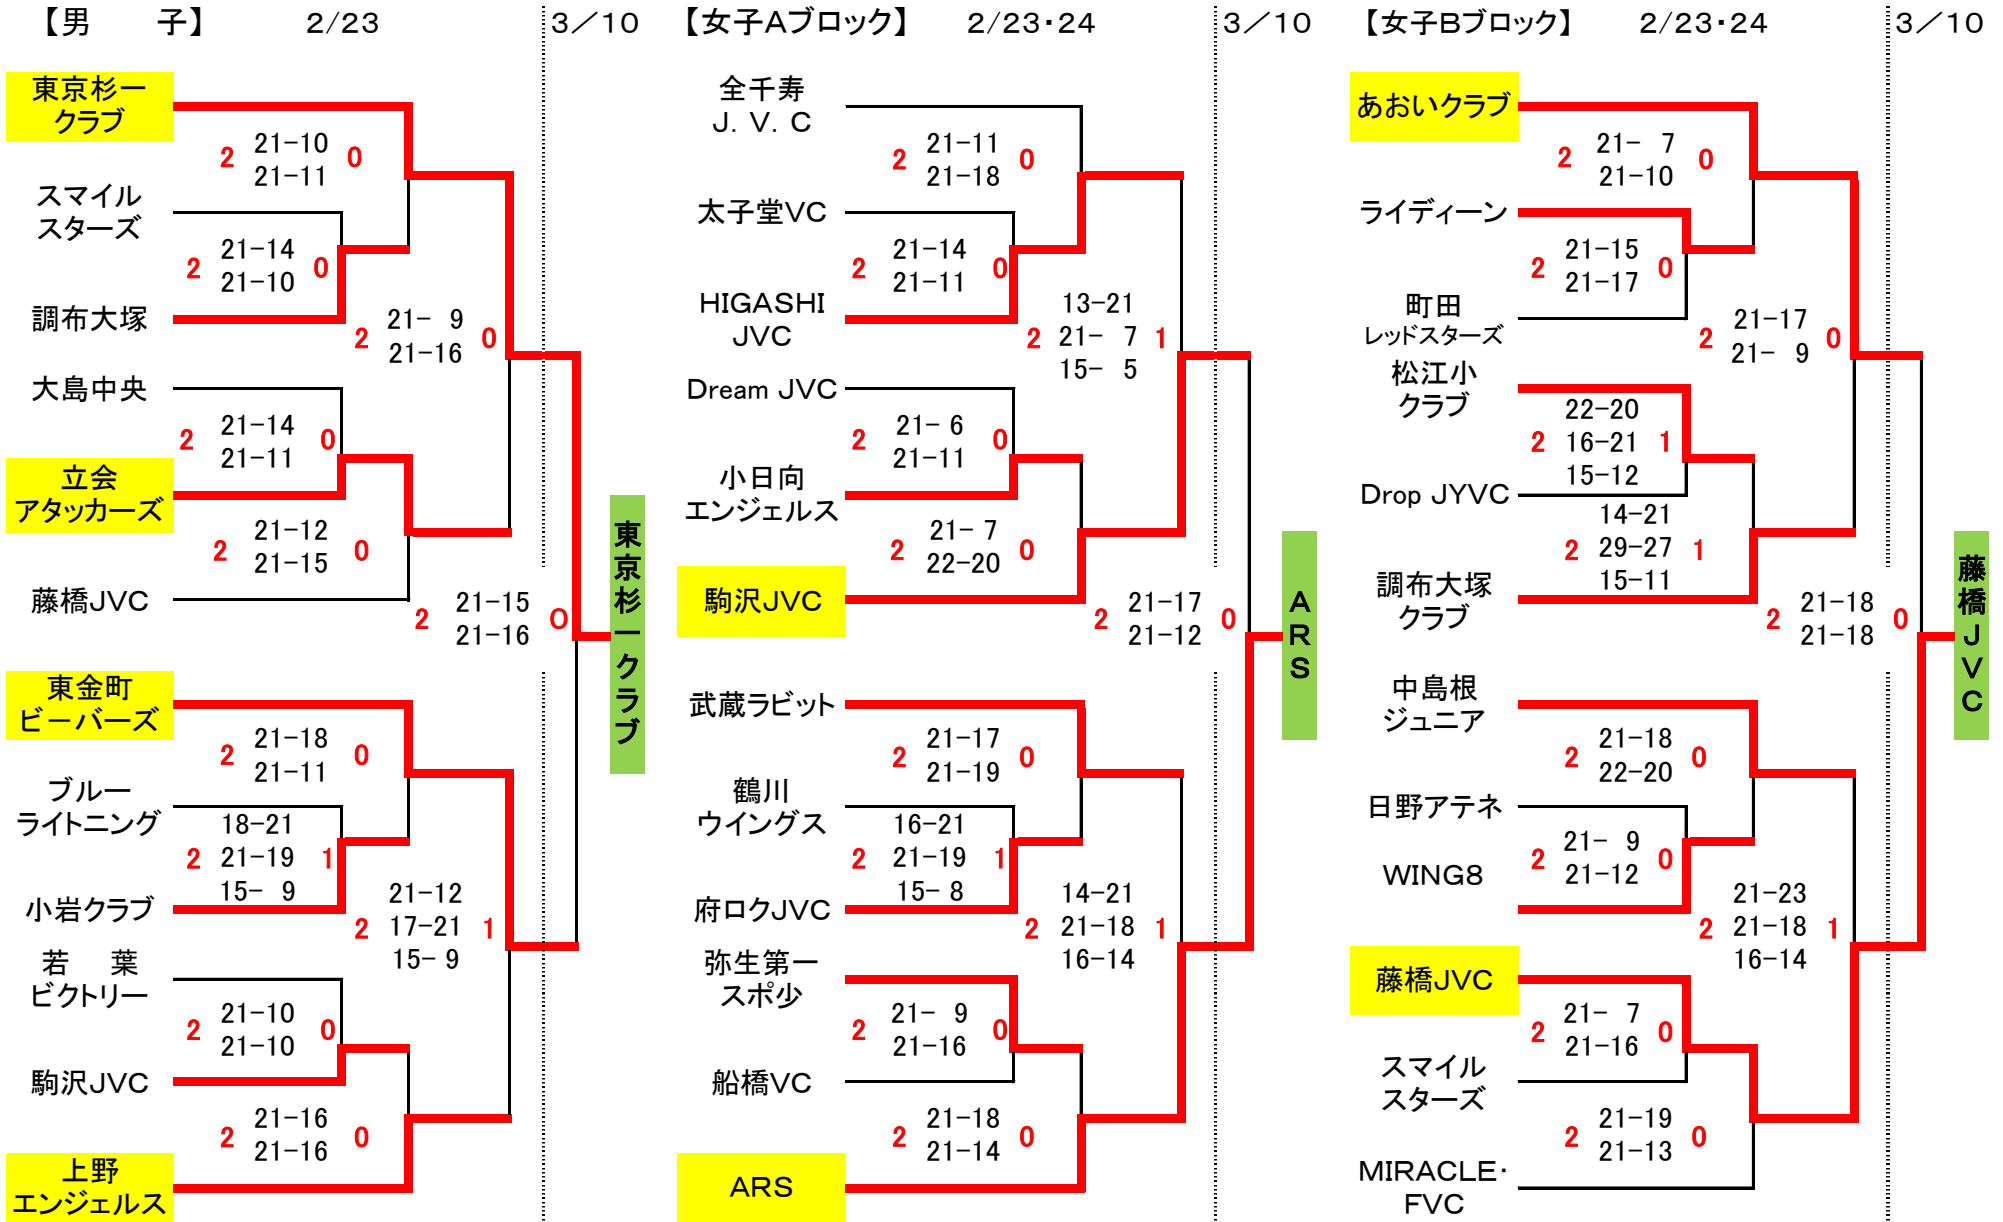 【男　　子】　2/23　3／10
東京杉一
クラブ
2 21-10 0
21-11
スマイル
スターズ
2 21-14 0
21-10
調布大塚
2 21- 9 0
21-16
大島中央
2 21-14 0
21-11
立会
アタッカーズ
2 21-12 0
21-15
藤橋JVC
2 21-15 0
21-16
東京杉一クラブ
東金町
ビーバーズ
2 21-18 0
21-11
ブルー
ライトニング
18-21
2 21-19 1
15- 9
小岩クラブ
21-12
2 17-21 1
15- 9
若　葉
ビクトリー
2 21-10 0
21-10
駒沢JVC
2 21-16 0
21-16
上野
エンジェルス
【女子Aブロック】　2/23・24　3／10
全千寿
J. V. C
2 21-11 0
21-18
太子堂VC
2 21-14 0
21-11
HIGASHI
JVC
13-21
2 21- 7 1
15- 5
Dream JVC
2 21- 6 0
21-11
小日向
エンジェルス
2 21- 7 0
22-20
駒沢JVC
2 21-17 0
21-12
ARS
武蔵ラビット
2 21-17 0
21-19
鶴川
ウイングス
16-21
2 21-19 1
15- 8
府ロクJVC
14-21
2 21-18 1
16-14
弥生第一
スポ少
2 21- 9 0
21-16
船橋VC
2 21-18 0
21-14
ARS
【女子Bブロック】　2/23・24　3／10
あおいクラブ
2 21- 7 0
21-10
ライディーン
2 21-15 0
21-17
町田
レッドスターズ
2 21-17 0
21- 9
松江小
クラブ
22-20
2 16-21 1
15-12
Drop JYVC
14-21
2 29-27 1
15-11
調布大塚
クラブ
2 21-18 0
21-18
藤橋JVC
中島根
ジュニア
2 21-18 0
22-20
日野アテネ
2 21- 9 0
21-12
WING8
21-23
2 21-18 1
16-14
藤橋JVC
2 21- 7 0
21-16
スマイル
スターズ
2 21-19 0
21-13
MIRACLE・
FVC